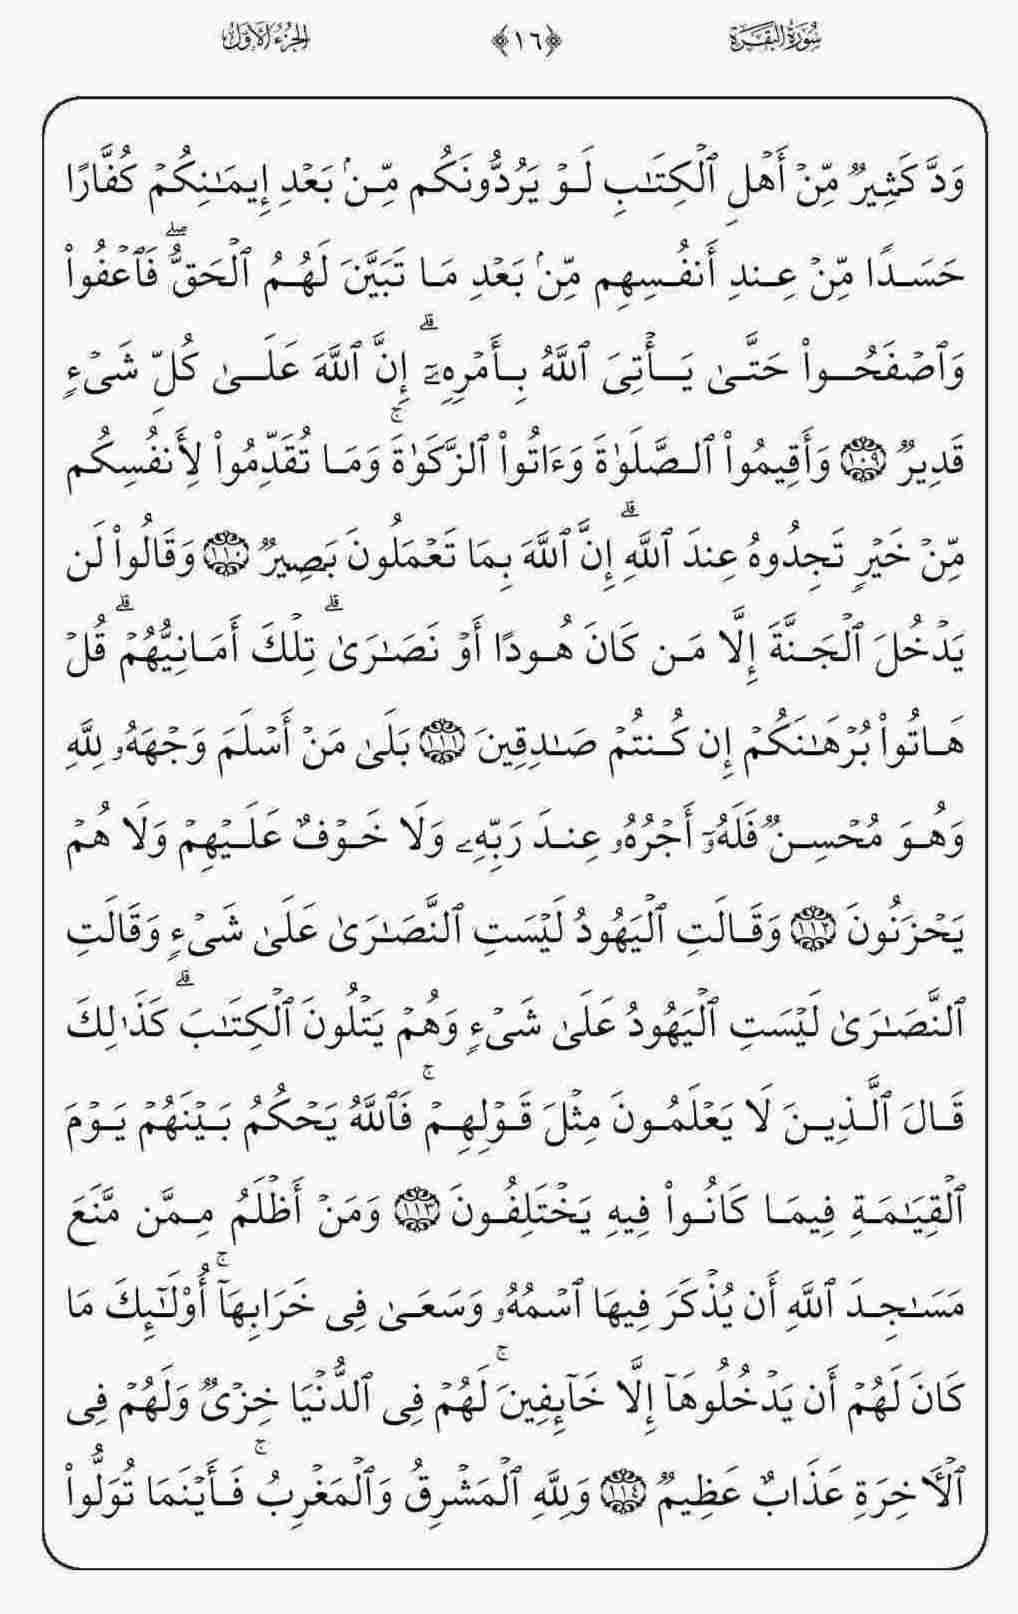 سُورَةُ البَقَرَة ﴿١٦﴾ الجُزْءُ الأَوَّلُ
وَدَّ كَثِيرٞ مِّنۡ أَهۡلِ ٱلۡكِتَٰبِ لَوۡ يَرُدُّونَكُم مِّنۢ بَعۡدِ إِيمَٰنِكُمۡ كُفَّارًا
حَسَدٗا مِّنۡ عِندِ أَنفُسِهِم مِّنۢ بَعۡدِ مَا تَبَيَّنَ لَهُمُ ٱلۡحَقُّۖ فَٱعۡفُواْ
وَٱصۡفَحُواْ حَتَّىٰ يَأۡتِيَ ٱللَّهُ بِأَمۡرِهِۦٓۗ إِنَّ ٱللَّهَ عَلَىٰ كُلِّ شَيۡءٖ
قَدِيرٞ ١٠٩ وَأَقِيمُواْ ٱلصَّلَوٰةَ وَءَاتُواْ ٱلزَّكَوٰةَۚ وَمَا تُقَدِّمُواْ لِأَنفُسِكُم
مِّنۡ خَيۡرٖ تَجِدُوهُ عِندَ ٱللَّهِۗ إِنَّ ٱللَّهَ بِمَا تَعۡمَلُونَ بَصِيرٞ ١١٠ وَقَالُواْ لَن
يَدۡخُلَ ٱلۡجَنَّةَ إِلَّا مَن كَانَ هُودًا أَوۡ نَصَٰرَىٰۗ تِلۡكَ أَمَانِيُّهُمۡۗ قُلۡ
هَاتُواْ بُرۡهَٰنَكُمۡ إِن كُنتُمۡ صَٰدِقِينَ ١١١ بَلَىٰ مَنۡ أَسۡلَمَ وَجۡهَهُۥ لِلَّهِ
وَهُوَ مُحۡسِنٞ فَلَهُۥٓ أَجۡرُهُۥ عِندَ رَبِّهِۦ وَلَا خَوۡفٌ عَلَيۡهِمۡ وَلَا هُمۡ
يَحۡزَنُونَ ١١٢ وَقَالَتِ ٱلۡيَهُودُ لَيۡسَتِ ٱلنَّصَٰرَىٰ عَلَىٰ شَيۡءٖ وَقَالَتِ
ٱلنَّصَٰرَىٰ لَيۡسَتِ ٱلۡيَهُودُ عَلَىٰ شَيۡءٖ وَهُمۡ يَتۡلُونَ ٱلۡكِتَٰبَۗ كَذَٰلِكَ
قَالَ ٱلَّذِينَ لَا يَعۡلَمُونَ مِثۡلَ قَوۡلِهِمۡۚ فَٱللَّهُ يَحۡكُمُ بَيۡنَهُمۡ يَوۡمَ
ٱلۡقِيَٰمَةِ فِيمَا كَانُواْ فِيهِ يَخۡتَلِفُونَ ١١٣ وَمَنۡ أَظۡلَمُ مِمَّن مَّنَعَ
مَسَٰجِدَ ٱللَّهِ أَن يُذۡكَرَ فِيهَا ٱسۡمُهُۥ وَسَعَىٰ فِي خَرَابِهَآۚ أُوْلَٰٓئِكَ مَا
كَانَ لَهُمۡ أَن يَدۡخُلُوهَآ إِلَّا خَآئِفِينَۚ لَهُمۡ فِي ٱلدُّنۡيَا خِزۡيٞ وَلَهُمۡ فِي
ٱلۡأٓخِرَةِ عَذَابٌ عَظِيمٞ ١١٤ وَلِلَّهِ ٱلۡمَشۡرِقُ وَٱلۡمَغۡرِبُۚ فَأَيۡنَمَا تُوَلُّواْ